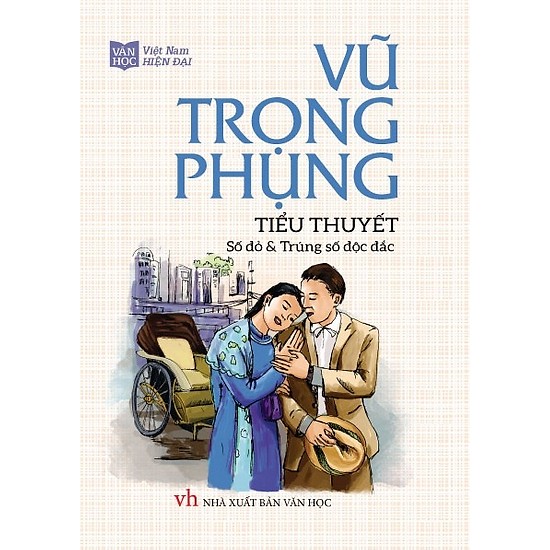 VĂN HỌC
Việt Nam
HIỆN ĐẠI
VŨ
TRỌNG
PHỤNG
TIỂU THUYẾT
Số đỏ & Trúng số độc đắc
vh NHÀ XUẤT BẢN VĂN HỌC